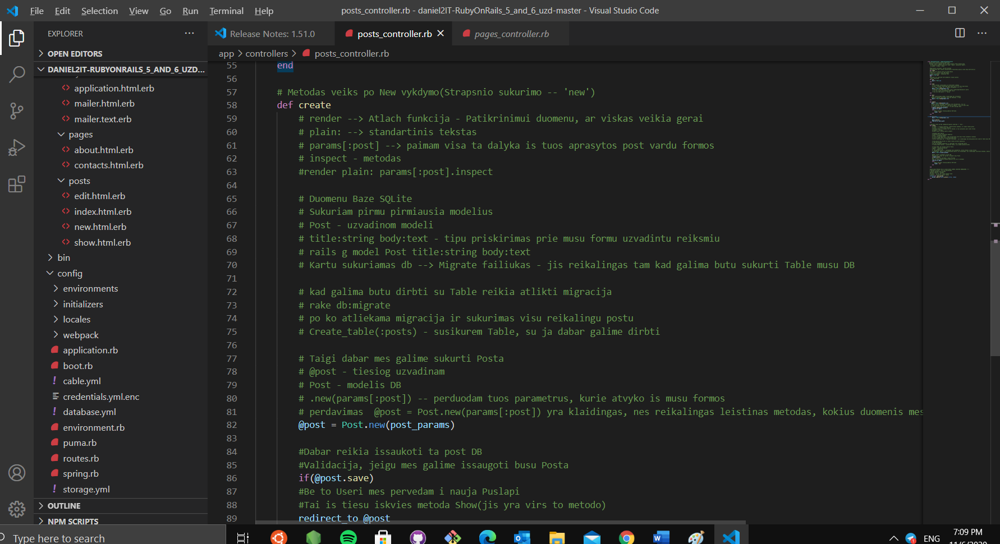 File Edit Selection View Go Run Terminal Help
posts_controller.rb - daniel2IT-RubyOnRails_5_and_6_uzd-master - Visual Studio Code
EXPLORER
OPEN EDITORS
DANIEL2IT-RUBYONRAILS_5_AND_6_UZD...
application.html.erb
mailer.html.erb
mailer.text.erb
pages
about.html.erb
contacts.html.erb
posts
edit.html.erb
index.html.erb
new.html.erb
show.html.erb
bin
config
environments
initializers
locales
webpack
application.rb
boot.rb
cable.yml
credentials.yml.enc
database.yml
environment.rb
puma.rb
routes.rb
spring.rb
storage.yml
OUTLINE
NPM SCRIPTS
Release Notes: 1.51.0
posts_controller.rb
pages_controller.rb
app > controllers > posts_controller.rb
55 end
56
57 # Metodas veiks po New vykdymo(Strapsnio sukurimo -- 'new')
58 def create
59 # render --> Atlach funkcija - Patikrinimui duomenu, ar viskas veikia gerai
60 # plain: --> standartinis tekstas
61 # params[:post] --> paimam visa ta dalyka is tuos aprasytos post vardu formos
62 # inspect - metodas
63 #render plain: params[:post].inspect
64
65 # Duomenu Baze SQLite
66 # Sukuriam pirmu pirmiausia modelius
67 # Post - uzvadinom modeli
68 # title:string body:text - tipu priskirimas prie musu formu uzvadintu reiksmiu
69 # rails g model Post title:string body:text
70 # Kartu sukuriamas db --> Migrate failiukas - jis reikalingas tam kad galima butu sukurti Table musu DB
71
72 # kad galima butu dirbti su Table reikia atlikti migracija
73 # rake db:migrate
74 # po ko atliekama migracija ir sukurimas visu reikalingu postu
75 # Create_table(:posts) - susikurem Table, su ja dabar galime dirbti
76
77 # Taigi dabar mes galime sukurti Posta
78 # @post - tiesiog uzvadinam
79 # Post - modelis DB
80 # .new(params[:post]) -- perduodam tuos parametrus, kurie atvyko is musu formos
81 # perdavimas  @post = Post.new(params[:post]) yra klaidingas, nes reikalingas leistinas metodas, kokius duomenis mes
82 @post = Post.new(post_params)
83
84 #Dabar reikia issaukoti ta post DB
85 #Validacija, jeigu mes galime issaugoti busu Posta
86 if(@post.save)
87 #Be to Useri mes pervedam i nauja Puslapi
88 #Tai is tiesu iskvies metoda Show(jis yra virs to metodo)
89 redirect_to @post
Type here to search
ENG
7:09 PM
11/6/2020